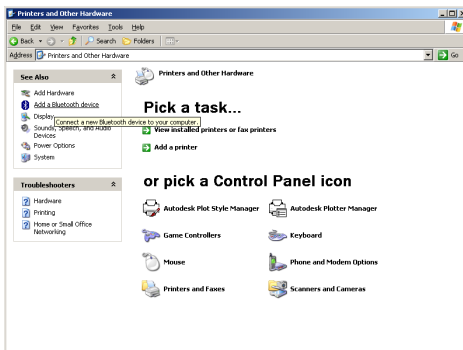 Printers and Other Hardware
File Edit View Favorites Tools Help
Back Search Folders
Address Printers and Other Hardware Go
See Also
Add Hardware
Add a Bluetooth device
Display
Connect a new Bluetooth device to your computer.
Sounds, Speech, and Audio
Devices
Power Options
System
Troubleshooters
Hardware
Printing
Home or Small Office
Networking
Printers and Other Hardware
Pick a task...
View installed printers or fax printers
Add a printer
or pick a Control Panel icon
Autodesk Plot Style Manager Autodesk Plotter Manager
Game Controllers Keyboard
Mouse Phone and Modem Options
Printers and Faxes Scanners and Cameras